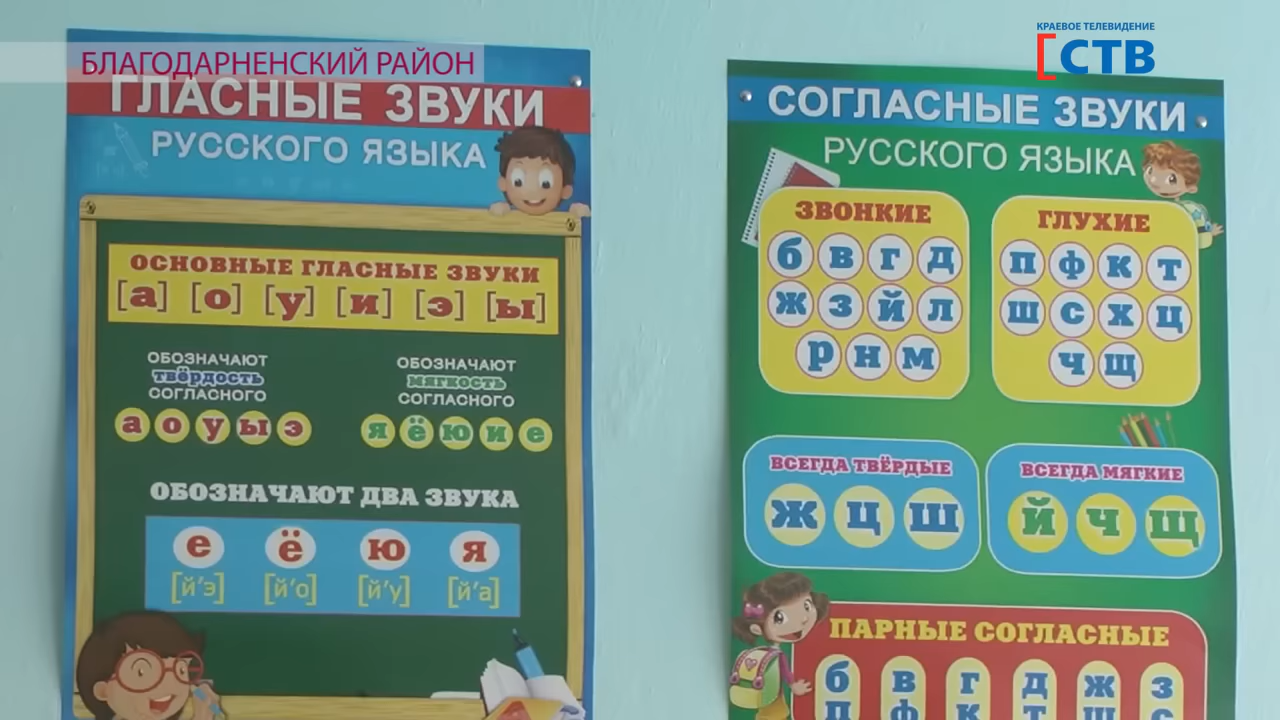 БЛАГОДАРНЕНСКИЙ РАЙОН
КРАЕВОЕ ТЕЛЕВИДЕНИЕ
СТВ
ГЛАСНЫЕ ЗВУКИ
РУССКОГО ЯЗЫКА
ОСНОВНЫЕ ГЛАСНЫЕ ЗВУКИ
[а] [о] [у] [и] [э] [ы]
ОБОЗНАЧАЮТ
твёрдость
СОГЛАСНОГО
а о у ы э
ОБОЗНАЧАЮТ
мягкость
СОГЛАСНОГО
я ё ю и е
ОБОЗНАЧАЮТ ДВА ЗВУКА
е ё ю я
[й'э] [й'о] [й'у] [й'а]
СОГЛАСНЫЕ ЗВУКИ
РУССКОГО ЯЗЫКА
ЗВОНКИЕ
б в г д
ж з й л
р н м
ГЛУХИЕ
п ф к т
ш с х ц
ч щ
ВСЕГДА ТВЁРДЫЕ
ж ц ш
ВСЕГДА МЯГКИЕ
й ч щ
ПАРНЫЕ СОГЛАСНЫЕ
б в г д ж з
п ф к т ш с